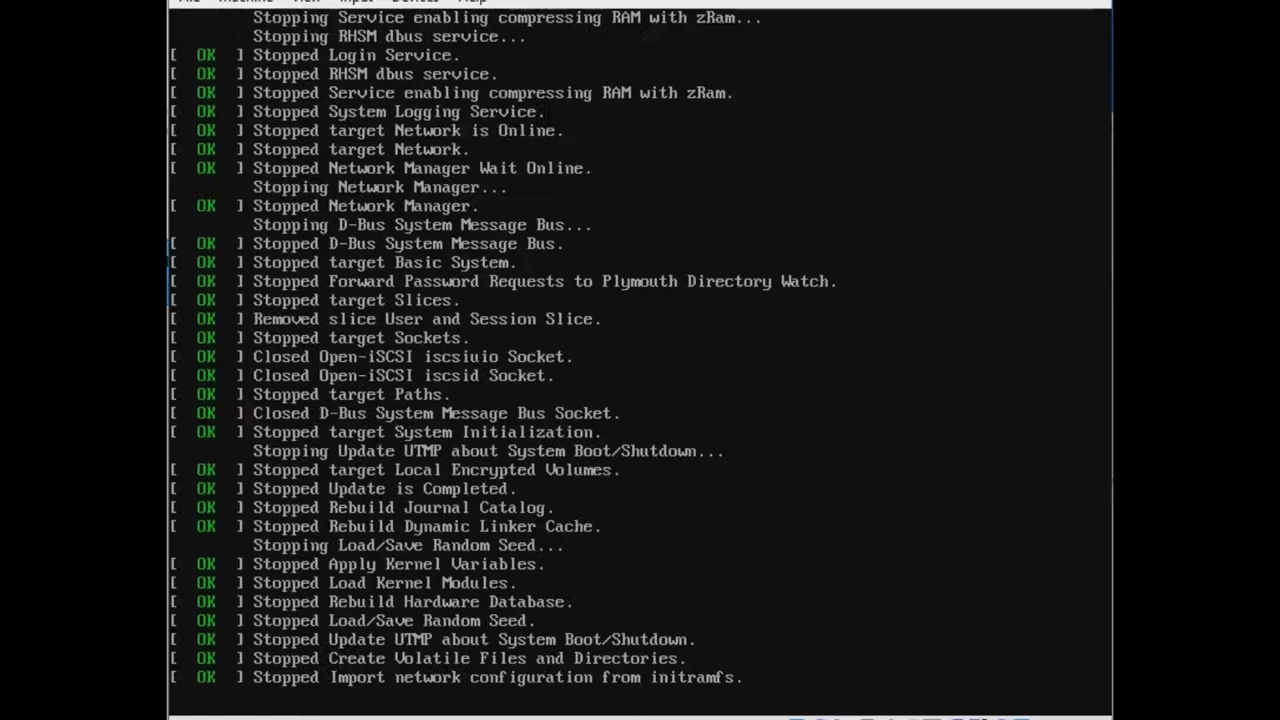 Stopping Service enabling compressing RAM with zRam...
Stopping RHSM dbus service...
[ OK ] Stopped Login Service.
[ OK ] Stopped RHSM dbus service.
[ OK ] Stopped Service enabling compressing RAM with zRam.
[ OK ] Stopped System Logging Service.
[ OK ] Stopped target Network is Online.
[ OK ] Stopped target Network.
[ OK ] Stopped Network Manager Wait Online.
Stopping Network Manager...
[ OK ] Stopped Network Manager.
Stopping D-Bus System Message Bus...
[ OK ] Stopped D-Bus System Message Bus.
[ OK ] Stopped target Basic System.
[ OK ] Stopped Forward Password Requests to Plymouth Directory Watch.
[ OK ] Stopped target Slices.
[ OK ] Removed slice User and Session Slice.
[ OK ] Stopped target Sockets.
[ OK ] Closed Open-iSCSI iscsiuio Socket.
[ OK ] Closed Open-iSCSI iscsid Socket.
[ OK ] Stopped target Paths.
[ OK ] Closed D-Bus System Message Bus Socket.
[ OK ] Stopped target System Initialization.
Stopping Update UTMP about System Boot/Shutdown...
[ OK ] Stopped target Local Encrypted Volumes.
[ OK ] Stopped Update is Completed.
[ OK ] Stopped Rebuild Journal Catalog.
[ OK ] Stopped Rebuild Dynamic Linker Cache.
Stopping Load/Save Random Seed...
[ OK ] Stopped Apply Kernel Variables.
[ OK ] Stopped Load Kernel Modules.
[ OK ] Stopped Rebuild Hardware Database.
[ OK ] Stopped Load/Save Random Seed.
[ OK ] Stopped Update UTMP about System Boot/Shutdown.
[ OK ] Stopped Create Volatile Files and Directories.
[ OK ] Stopped Import network configuration from initramfs.